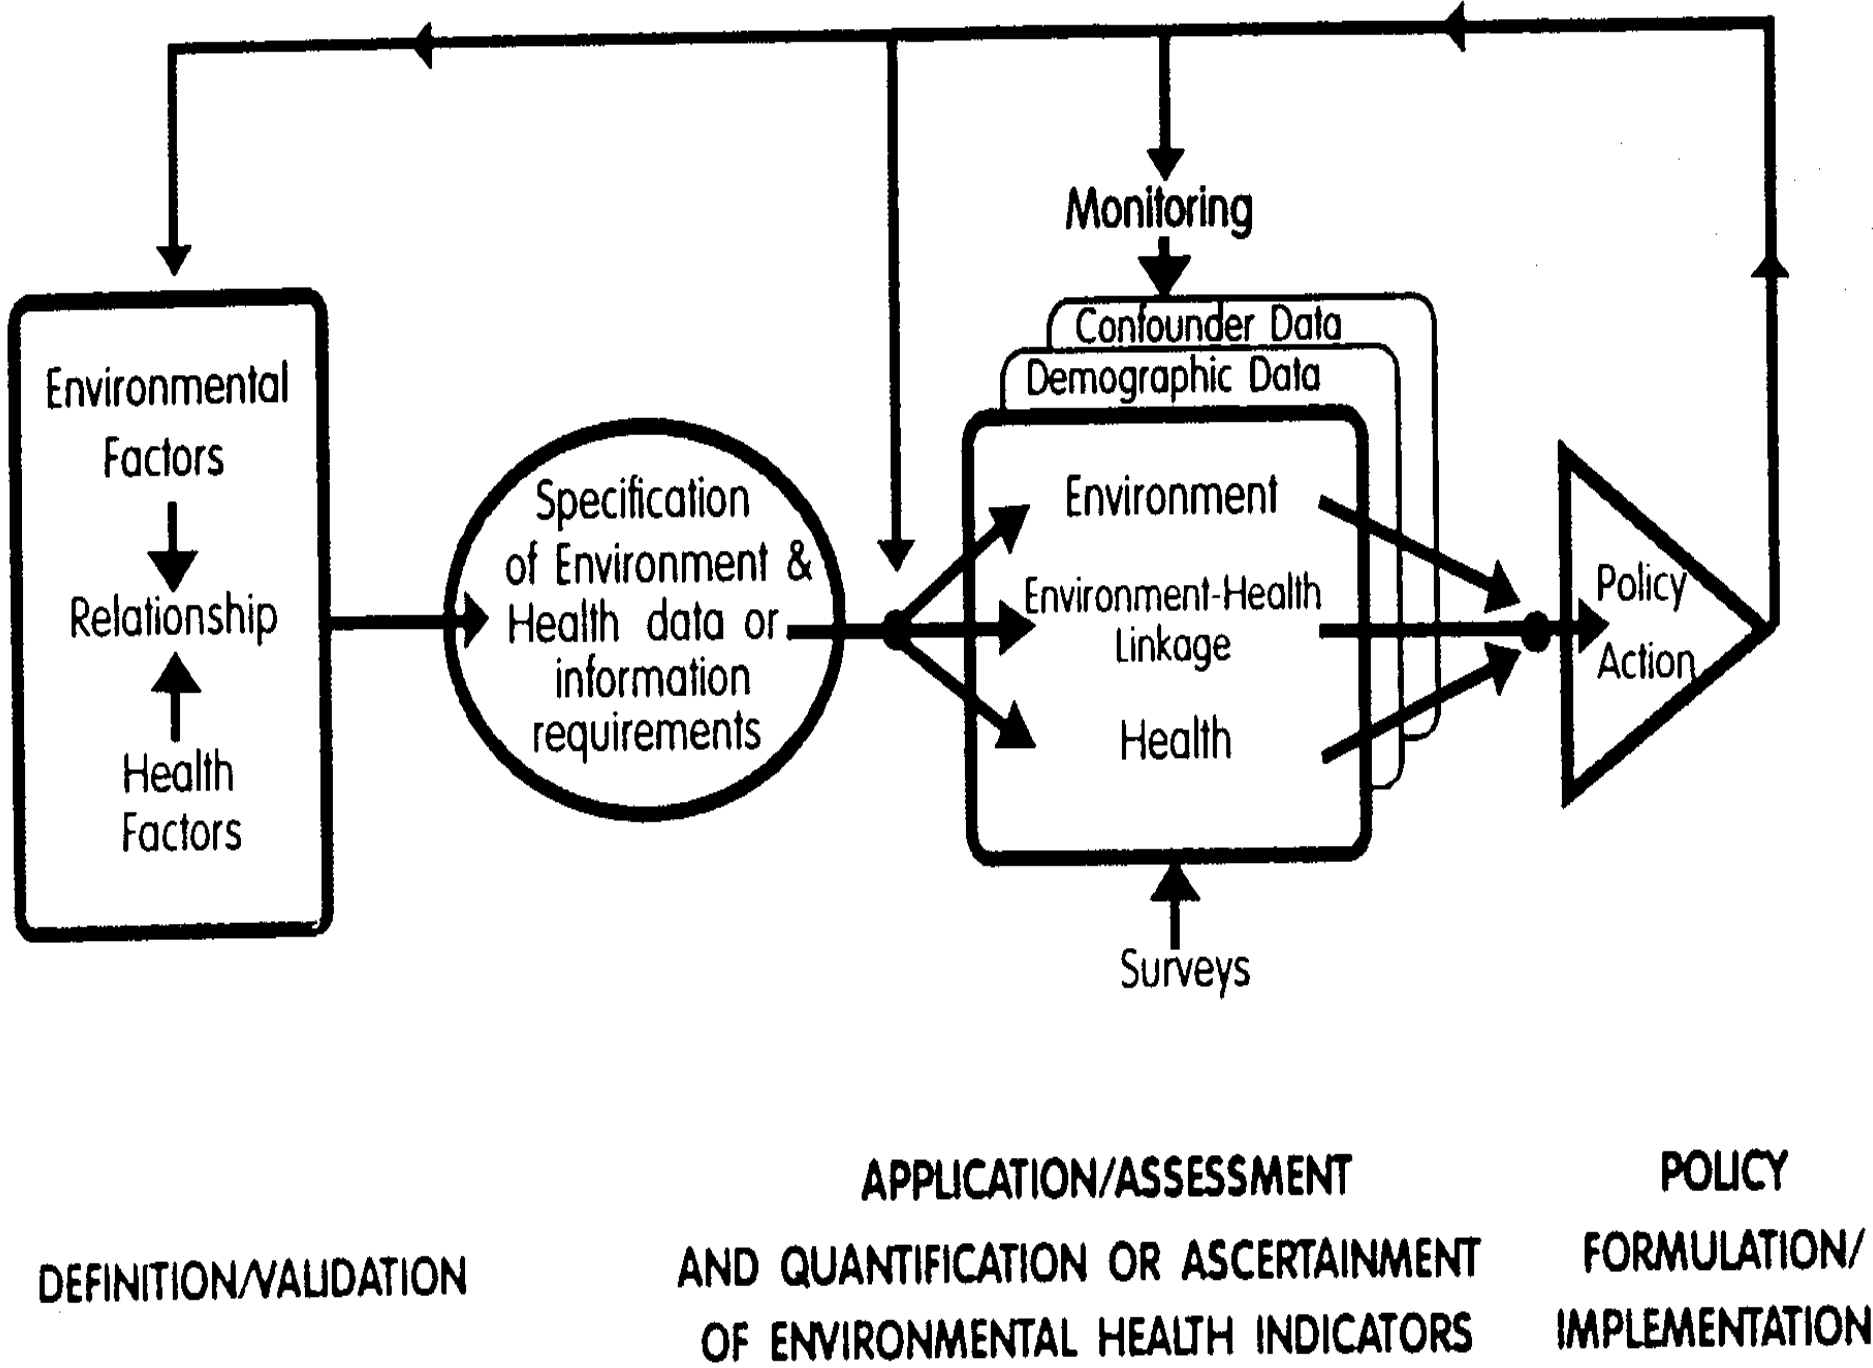 Monitoring
Confounder Data
Demographic Data
Environmental
Factors
Relationship
Health
Factors
Specification
of Environment &
Health data or
information
requirements
Environment
Environment-Health
Linkage
Health
Policy
Action
Surveys
DEFINITION/VALIDATION
APPLICATION/ASSESSMENT
AND QUANTIFICATION OR ASCERTAINMENT
OF ENVIRONMENTAL HEALTH INDICATORS
POLICY
FORMULATION/
IMPLEMENTATION